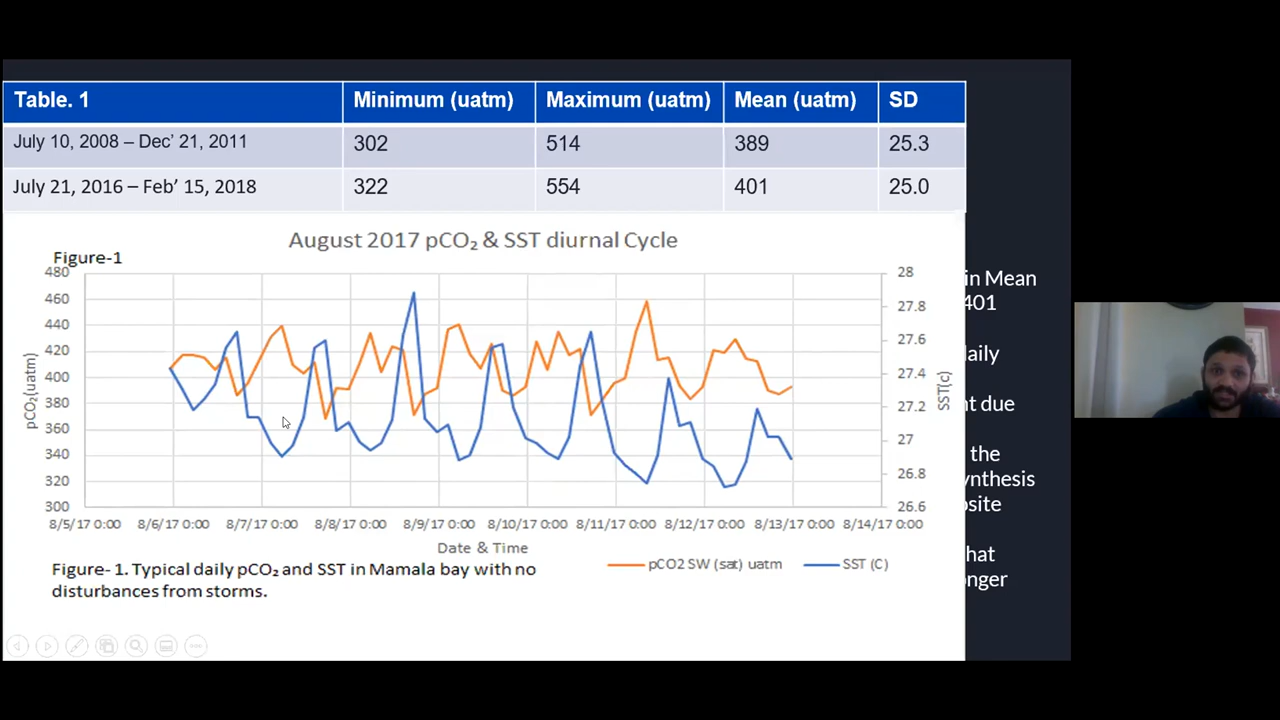 Table. 1 Minimum (uatm) Maximum (uatm) Mean (uatm) SD
July 10, 2008 – Dec' 21, 2011 302 514 389 25.3
July 21, 2016 – Feb' 15, 2018 322 554 401 25.0
August 2017 pCO₂ & SST diurnal Cycle
Figure-1
480
460
440
420
400
380
360
340
320
300
pCO₂(uatm)
28
27.8
27.6
27.4
27.2
27
26.8
26.6
SST(c)
8/5/17 0:00 8/6/17 0:00 8/7/17 0:00 8/8/17 0:00 8/9/17 0:00 8/10/17 0:00 8/11/17 0:00 8/12/17 0:00 8/13/17 0:00 8/14/17 0:00
Date & Time
pCO2 SW (sat) uatm SST (C)
Figure- 1. Typical daily pCO₂ and SST in Mamala bay with no
disturbances from storms.
in Mean
401
daily
due
the